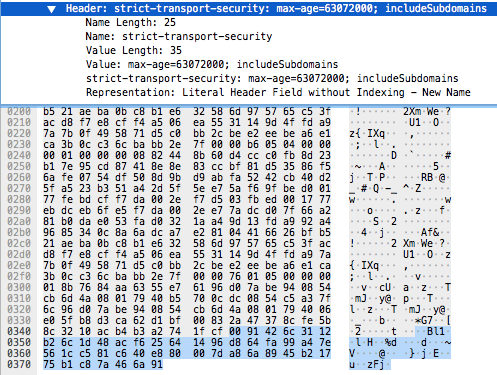 Header: strict-transport-security: max-age=63072000; includeSubdomains
Name Length: 25
Name: strict-transport-security
Value Length: 35
Value: max-age=63072000; includeSubdomains
strict-transport-security: max-age=63072000; includeSubdomains
Representation: Literal Header Field without Indexing - New Name
0200 b5 21 ae ba 0b c8 b1 e6 32 58 6d 97 57 65 c5 3f ·!······2Xm·We·?
0210 ac d8 f7 e8 cf f4 a5 06 ea 55 31 14 9d 4f fd a9 ·········U1··O··
0220 7a 7b 0f 49 58 71 d5 c0 bb 2c be e2 ee be a6 e1 z{·IXq···,······
0230 ca 3b 0c c3 6c ba bb 2e 7f 00 00 b6 05 04 00 00 ·;··l··.········
0240 00 01 00 00 00 08 82 44 8b 60 d4 cc c0 fb 8d 23 ·······D·`·····#
0250 b1 7e 95 cd 87 41 8e 8e 83 cc bf 81 d5 35 86 f5 ·~···A·······5··
0260 6a fe 07 54 df 50 8d 9b d9 ab fa 52 42 cb 40 d2 j··T·P·····RB·@·
0270 5f a5 23 b3 51 a4 2d 5f 5e e7 5a f6 9f be d0 01 _·#·Q·-_^·Z·····
0280 77 fe bd cf f7 da 00 2e f7 d5 03 fb ed 00 17 77 w······.·······w
0290 eb dc eb 6f e5 f7 da 00 2e e7 7a dc d0 7f 66 a2 ···o····.·z···f·
02a0 81 b0 da e0 53 fa d0 32 1a a4 9d 13 fd a9 92 a4 ····S··2········
02b0 96 85 34 0c 8a 6a dc a7 e2 81 04 41 66 26 bf b5 ··4··j·····Af&··
02c0 21 ae ba 0b c8 b1 e6 32 58 6d 97 57 65 c5 3f ac !······2Xm·We·?·
02d0 d8 f7 e8 cf f4 a5 06 ea 55 31 14 9d 4f fd a9 7a ········U1··O··z
02e0 7b 0f 49 58 71 d5 c0 bb 2c be e2 ee be a6 e1 ca {·IXq···,·······
02f0 3b 0c c3 6c ba bb 2e 7f 00 00 76 01 05 00 00 00 ;··l··.···v·····
0300 01 8b 76 84 aa 63 55 e7 61 96 d0 7a be 94 08 54 ··v··cU·a··z···T
0310 cb 6d 4a 08 01 79 40 b5 70 0c dc 08 54 c5 a3 7f ·mJ··y@·p···T···
0320 6c 96 d0 7a be 94 08 54 cb 6d 4a 08 01 79 40 06 l··z···T·mJ··y@·
0330 e0 5f b8 d3 ca 62 d1 bf 00 83 2a 47 37 8c fe 5b ·_···b····*G7··[
0340 8c 32 10 ac b4 b3 a2 74 1f cf 00 91 42 6c 31 12 ·2·····t····Bl1·
0350 b2 6c 1d 48 ac f6 25 64 14 96 d8 64 fa 99 a4 7e ·l·H··%d···d···~
0360 56 1c c5 81 c6 40 e8 80 00 7d a8 6a 89 45 b2 17 V····@···}·j·E··
0370 75 b1 c8 7a 46 6a 91 u··zFj·